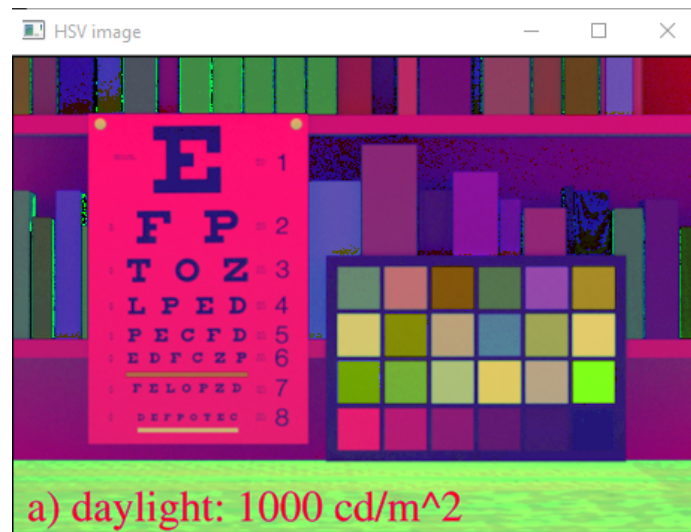 HSV image
E 1
F P 2
T O Z 3
L P E D 4
P E C F D 5
E D F C Z P 6
F E L O P Z D 7
D E F P O T E C 8
a) daylight: 1000 cd/m^2